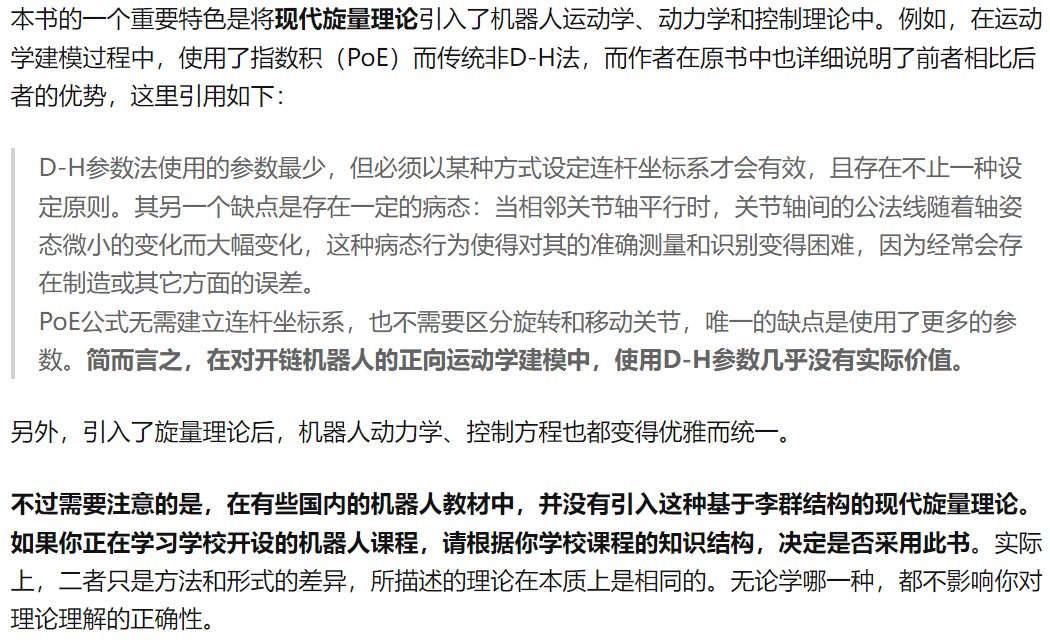 本书的一个重要特色是将现代旋量理论引入了机器人运动学、动力学和控制理论中。例如，在运动
学建模过程中，使用了指数积（PoE）而传统非D-H法，而作者在原书中也详细说明了前者相比后
者的优势，这里引用如下：
D-H参数法使用的参数最少，但必须以某种方式设定连杆坐标系才会有效，且存在不止一种设
定原则。其另一个缺点是存在一定的病态：当相邻关节轴平行时，关节轴间的公法线随着轴姿
态微小的变化而大幅变化，这种病态行为使得对其的准确测量和识别变得困难，因为经常会存
在制造或其它方面的误差。
PoE公式无需建立连杆坐标系，也不需要区分旋转和移动关节，唯一的缺点是使用了更多的参
数。简而言之，在对开链机器人的正向运动学建模中，使用D-H参数几乎没有实际价值。
另外，引入了旋量理论后，机器人动力学、控制方程也都变得优雅而统一。
不过需要注意的是，在有些国内的机器人教材中，并没有引入这种基于李群结构的现代旋量理论。
如果你正在学习学校开设的机器人课程，请根据你学校课程的知识结构，决定是否采用此书。实际
上，二者只是方法和形式的差异，所描述的理论在本质上是相同的。无论学哪一种，都不影响你对
理论理解的正确性。